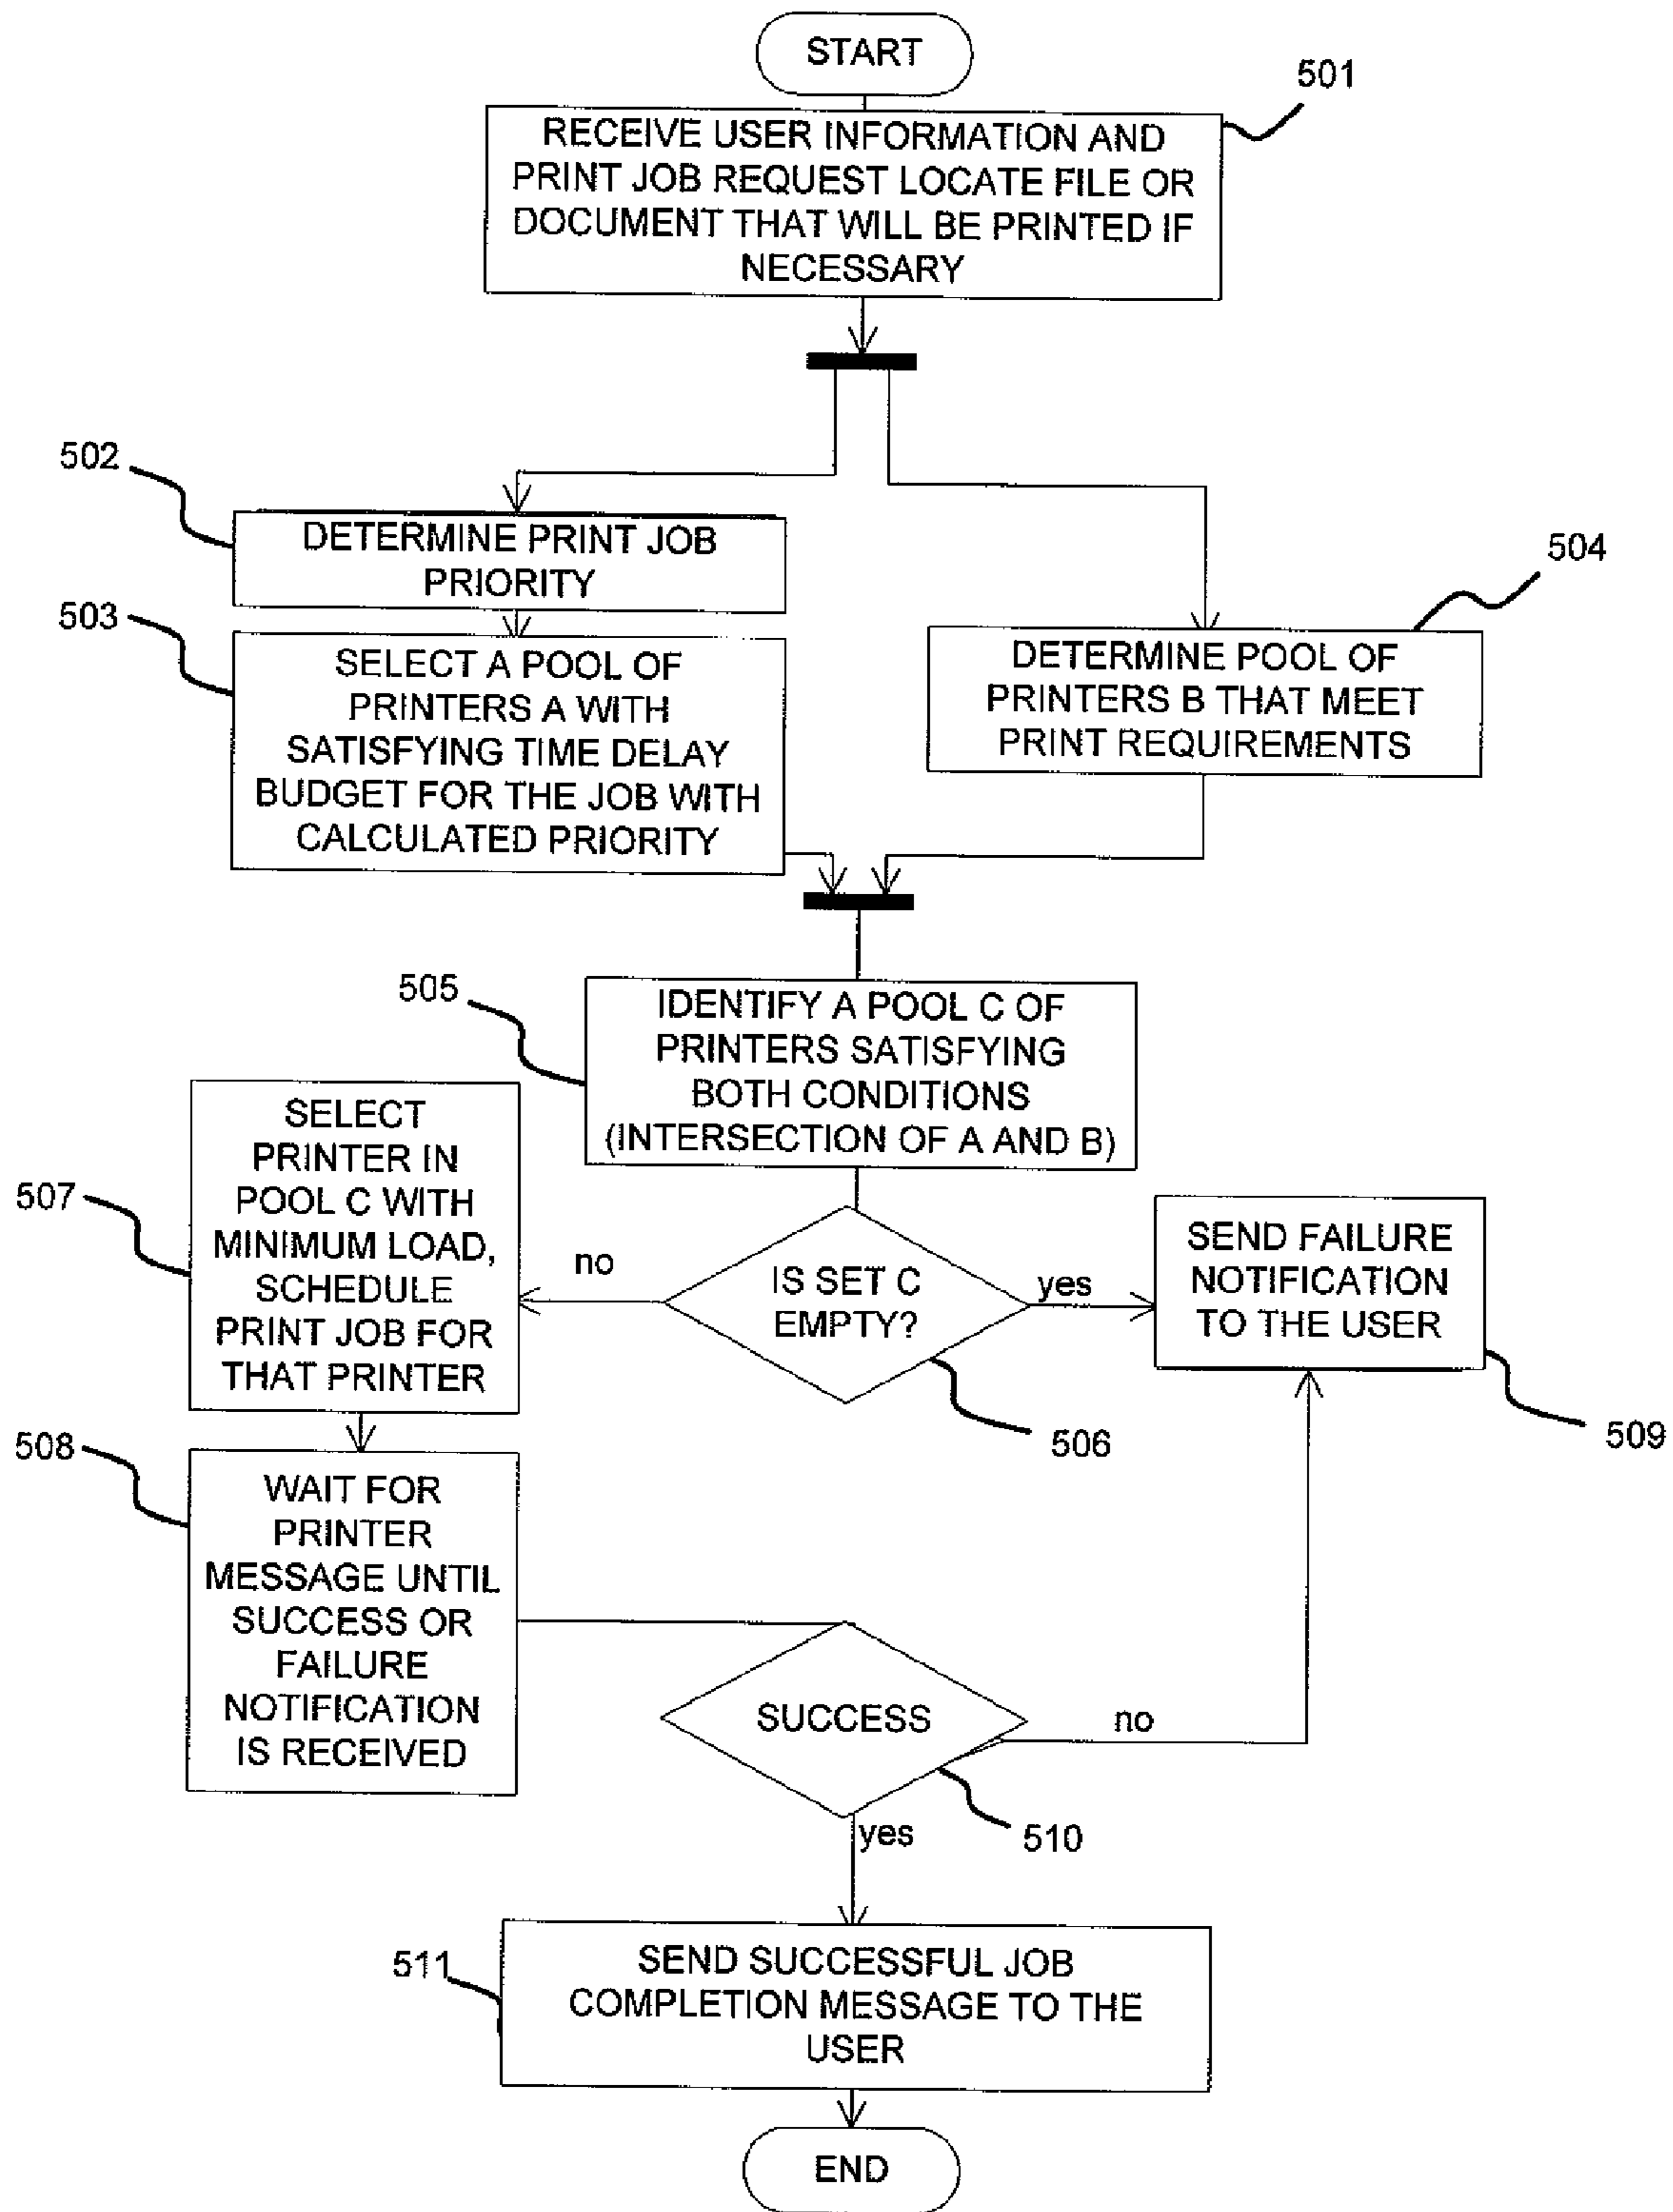 START
501
RECEIVE USER INFORMATION AND
PRINT JOB REQUEST LOCATE FILE OR
DOCUMENT THAT WILL BE PRINTED IF
NECESSARY
502
DETERMINE PRINT JOB
PRIORITY
503
SELECT A POOL OF
PRINTERS A WITH
SATISFYING TIME DELAY
BUDGET FOR THE JOB WITH
CALCULATED PRIORITY
504
DETERMINE POOL OF
PRINTERS B THAT MEET
PRINT REQUIREMENTS
505
IDENTIFY A POOL C OF
PRINTERS SATISFYING
BOTH CONDITIONS
(INTERSECTION OF A AND B)
507
SELECT
PRINTER IN
POOL C WITH
MINIMUM LOAD,
SCHEDULE
PRINT JOB FOR
THAT PRINTER
no
IS SET C
EMPTY?
yes
506
SEND FAILURE
NOTIFICATION
TO THE USER
509
508
WAIT FOR
PRINTER
MESSAGE UNTIL
SUCCESS OR
FAILURE
NOTIFICATION
IS RECEIVED
SUCCESS
no
510
yes
511
SEND SUCCESSFUL JOB
COMPLETION MESSAGE TO THE
USER
END